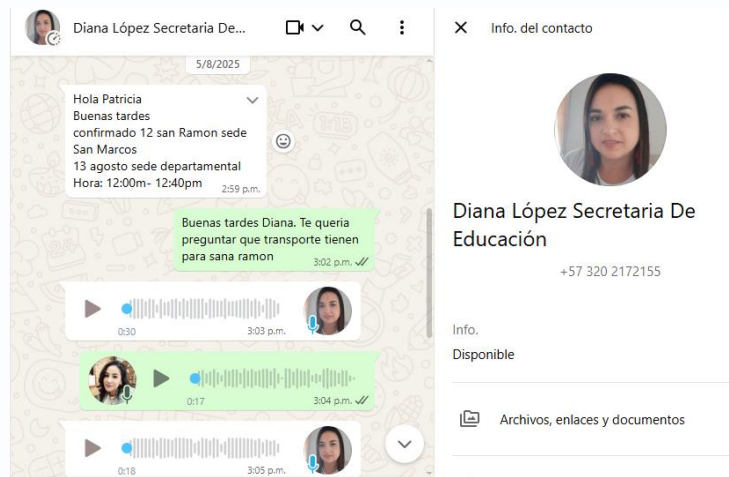 Diana López Secretaria De...
5/8/2025
Hola Patricia
Buenas tardes
confirmado 12 san Ramon sede
San Marcos
13 agosto sede departamental
Hora: 12:00m- 12:40pm
2:59 p.m.
Buenas tardes Diana. Te queria
preguntar que transporte tienen
para sana ramon
3:02 p.m.
0:30
3:03 p.m.
0:17
3:04 p.m.
0:18
3:05 p.m.
Info. del contacto
Diana López Secretaria De
Educación
+57 320 2172155
Info.
Disponible
Archivos, enlaces y documentos